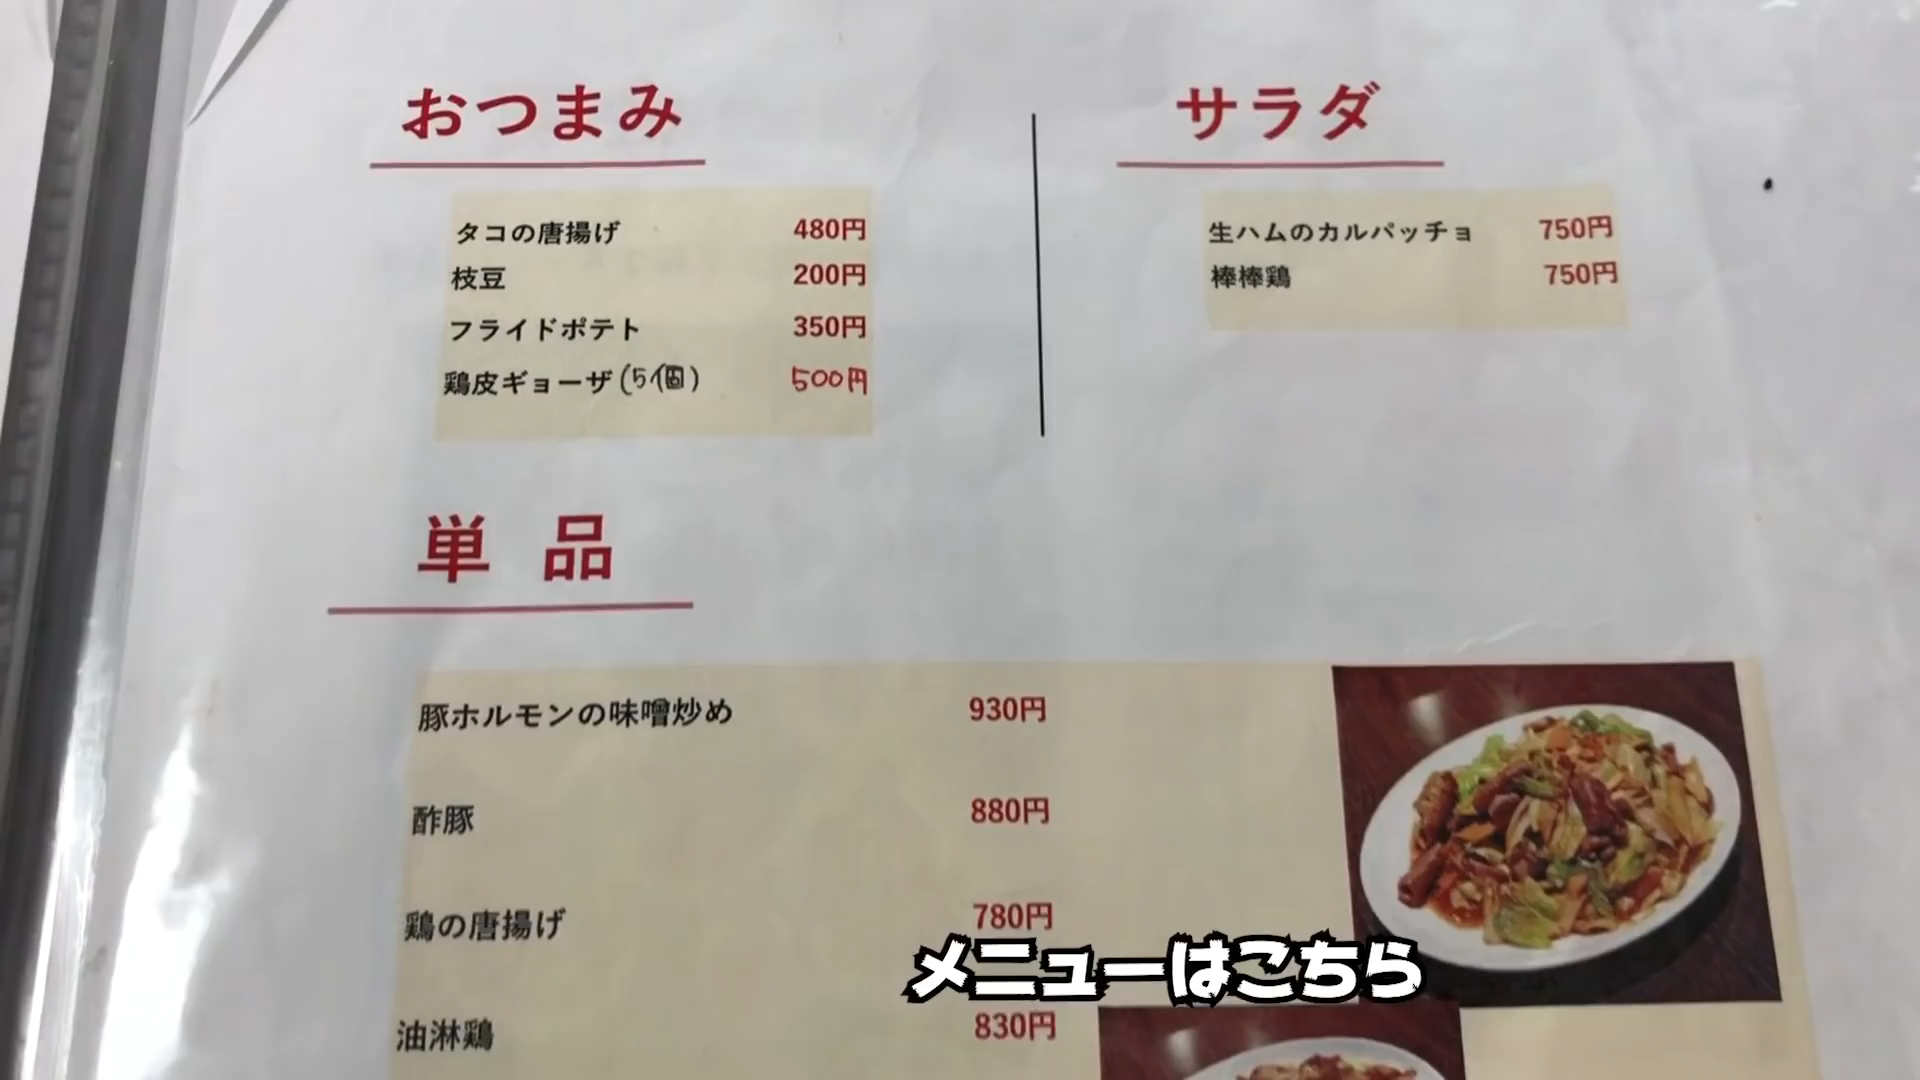 おつまみ
タコの唐揚げ 480円
枝豆 200円
フライドポテト 350円
鶏皮ギョーザ(5個) 500円
サラダ
生ハムのカルパッチョ 750円
棒棒鶏 750円
単品
豚ホルモンの味噌炒め 930円
酢豚 880円
鶏の唐揚げ 780円
油淋鶏 830円
メニューはこちら